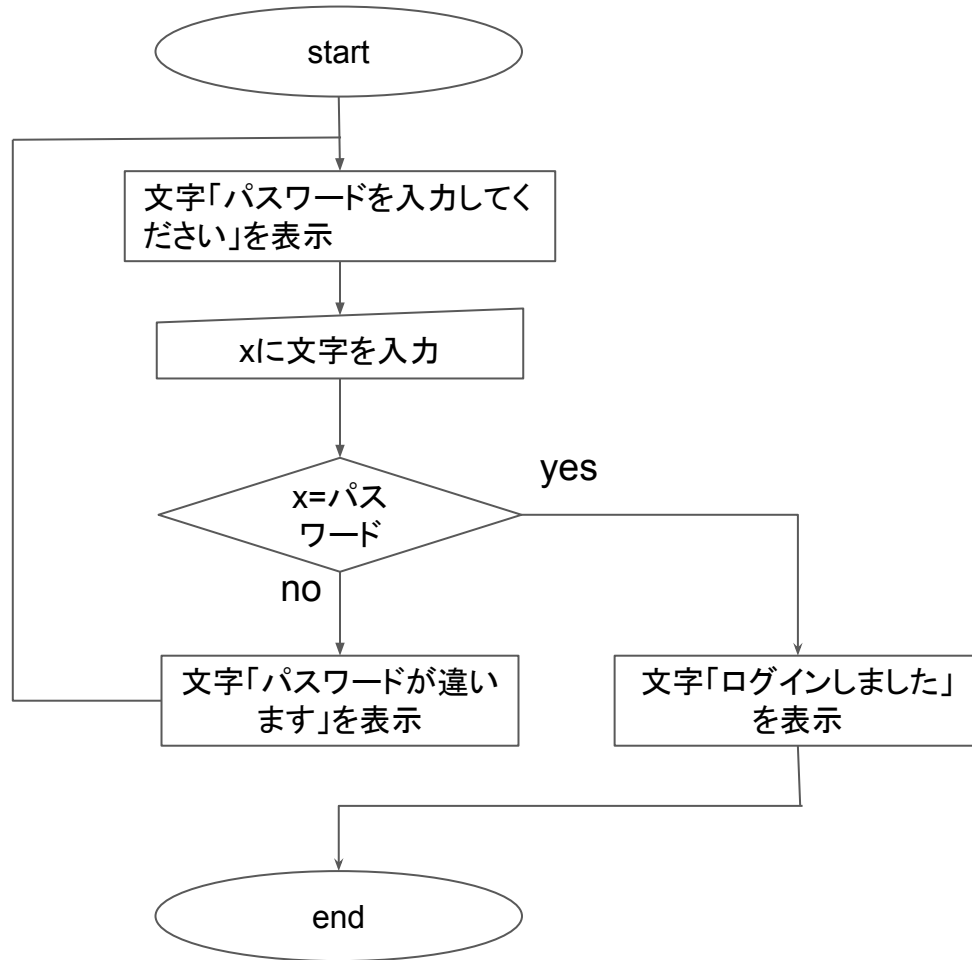 start
文字「パスワードを入力してく
ださい」を表示
xに文字を入力
x=パス
ワード
yes
no
文字「パスワードが違い
ます」を表示
文字「ログインしました」
を表示
end